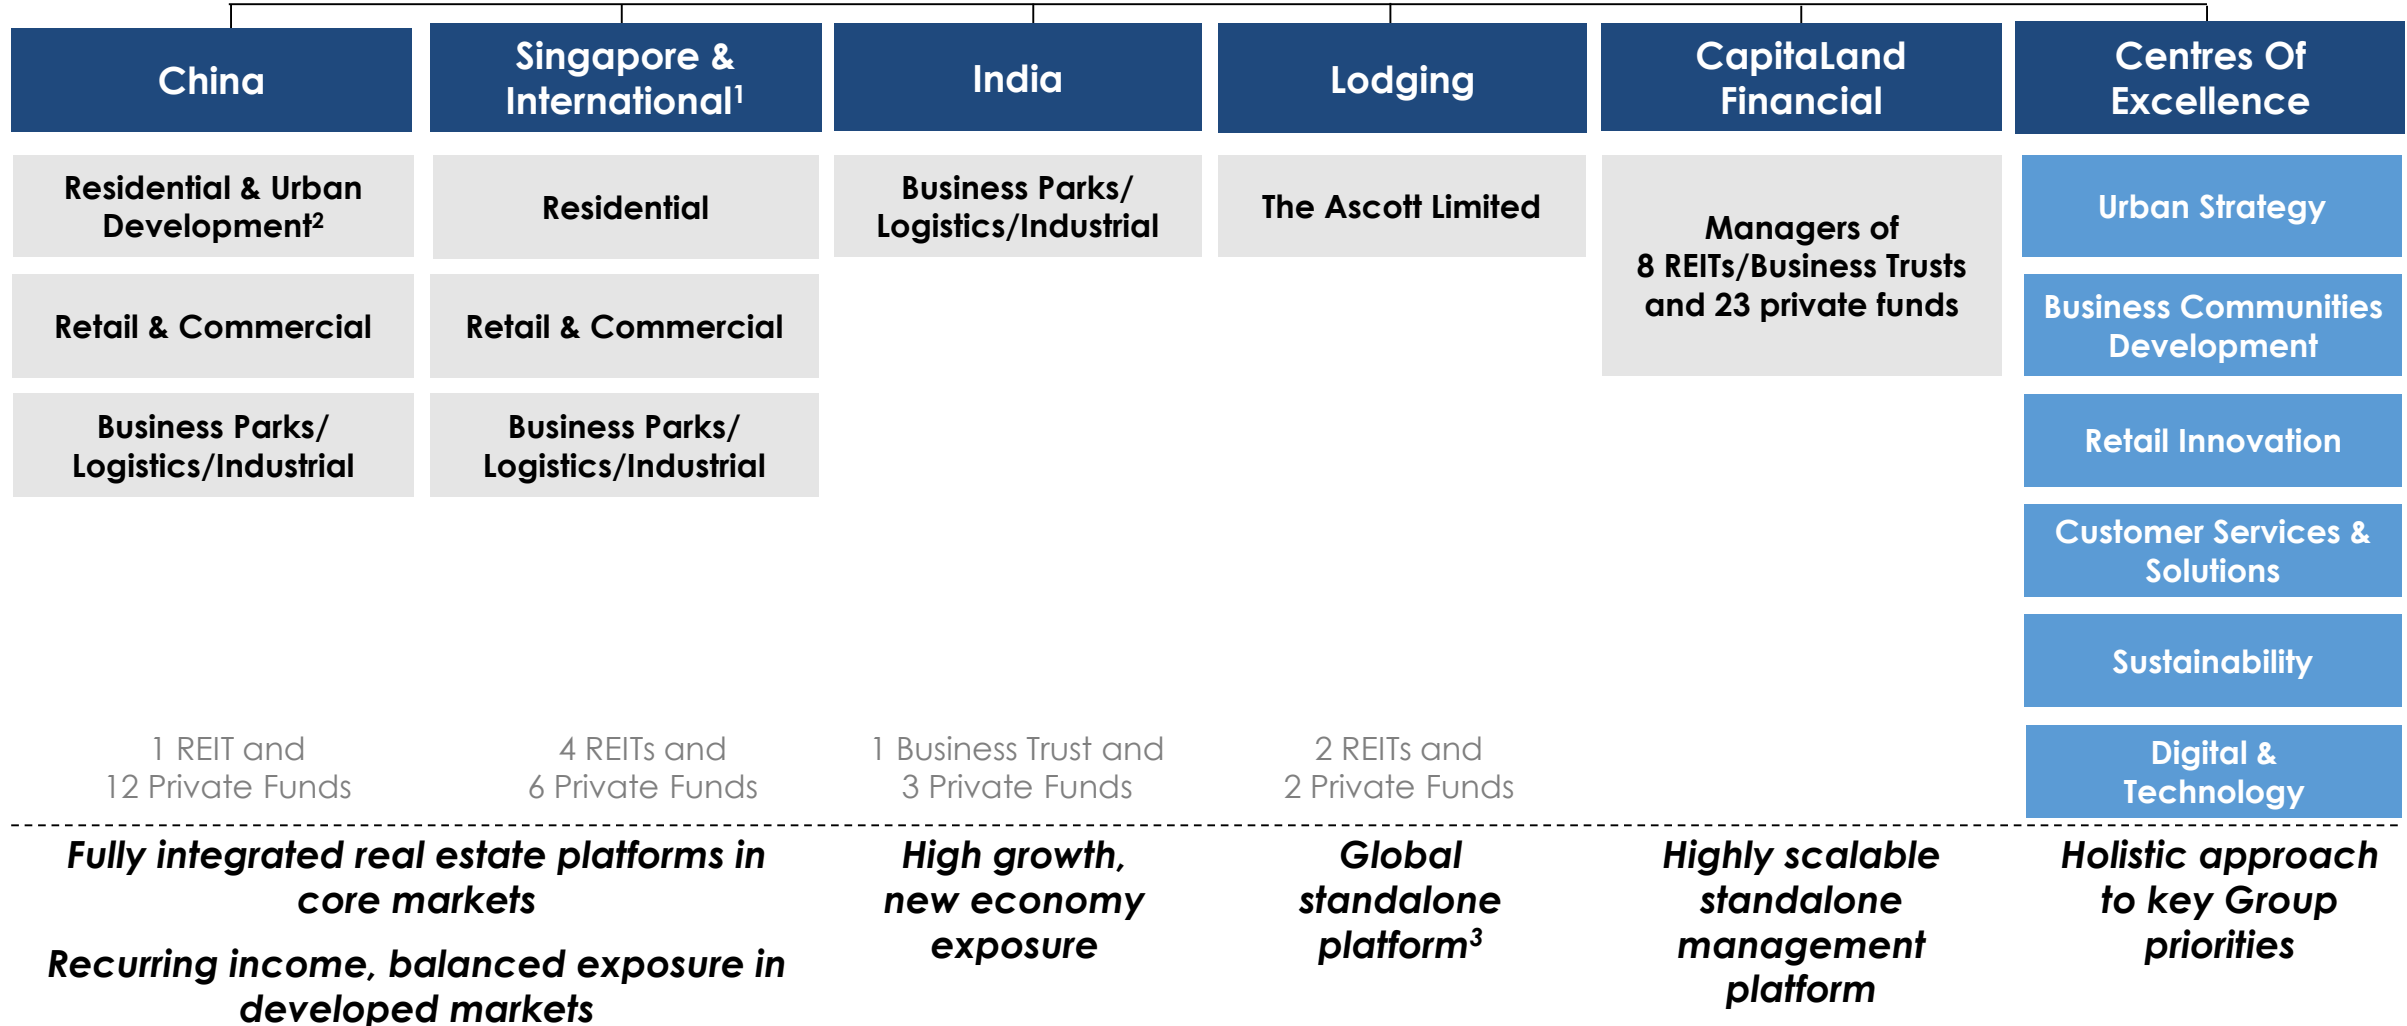 China
Singapore &
International1
India
Lodging
CapitaLand
Financial
Centres Of
Excellence
Residential & Urban
Development2
Retail & Commercial
Business Parks/
Logistics/Industrial
1 REIT and
12 Private Funds
Residential
Retail & Commercial
Business Parks/
Logistics/Industrial
4 REITs and
6 Private Funds
Business Parks/
Logistics/Industrial
1 Business Trust and
3 Private Funds
The Ascott Limited
2 REITs and
2 Private Funds
Managers of
8 REITs/Business Trusts
and 23 private funds
Urban Strategy
Business Communities
Development
Retail Innovation
Customer Services &
Solutions
Sustainability
Digital &
Technology
Fully integrated real estate platforms in
core markets
Recurring income, balanced exposure in
developed markets
High growth,
new economy
exposure
Global
standalone
platform3
Highly scalable
standalone
management
platform
Holistic approach
to key Group
priorities